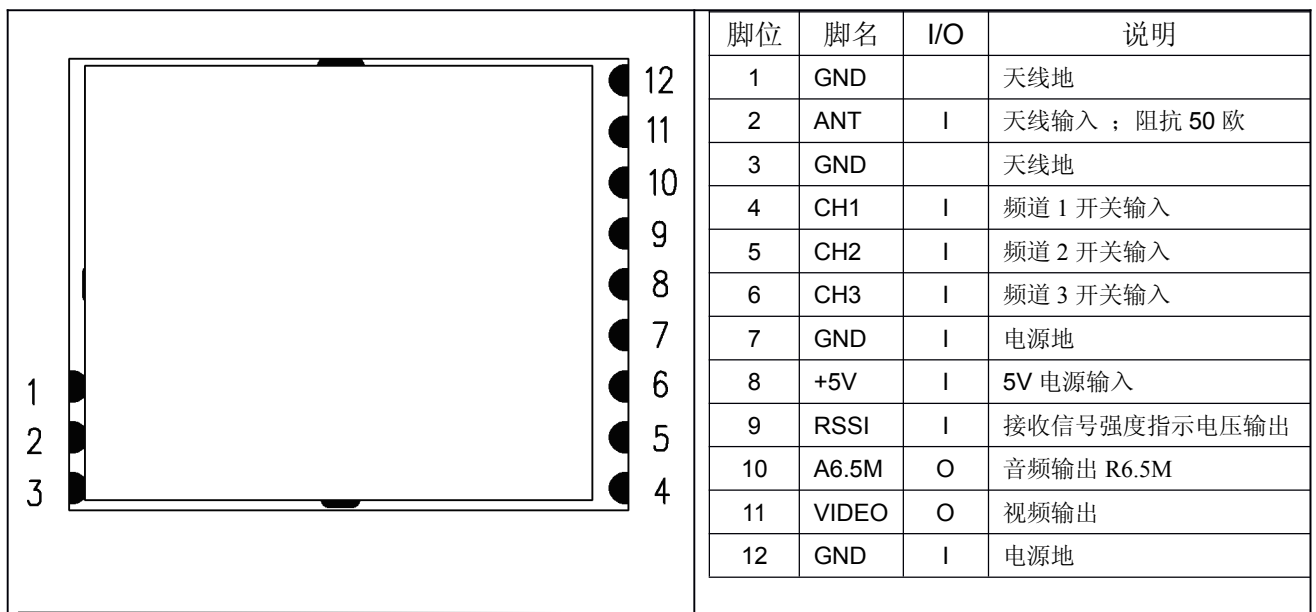 12
11
10
9
8
7
6
5
4
1
2
3
脚位 脚名 I/O 说明
1 GND 天线地
2 ANT I 天线输入 ；阻抗 50 欧
3 GND 天线地
4 CH1 I 频道 1 开关输入
5 CH2 I 频道 2 开关输入
6 CH3 I 频道 3 开关输入
7 GND I 电源地
8 +5V I 5V 电源输入
9 RSSI I 接收信号强度指示电压输出
10 A6.5M O 音频输出 R6.5M
11 VIDEO O 视频输出
12 GND I 电源地